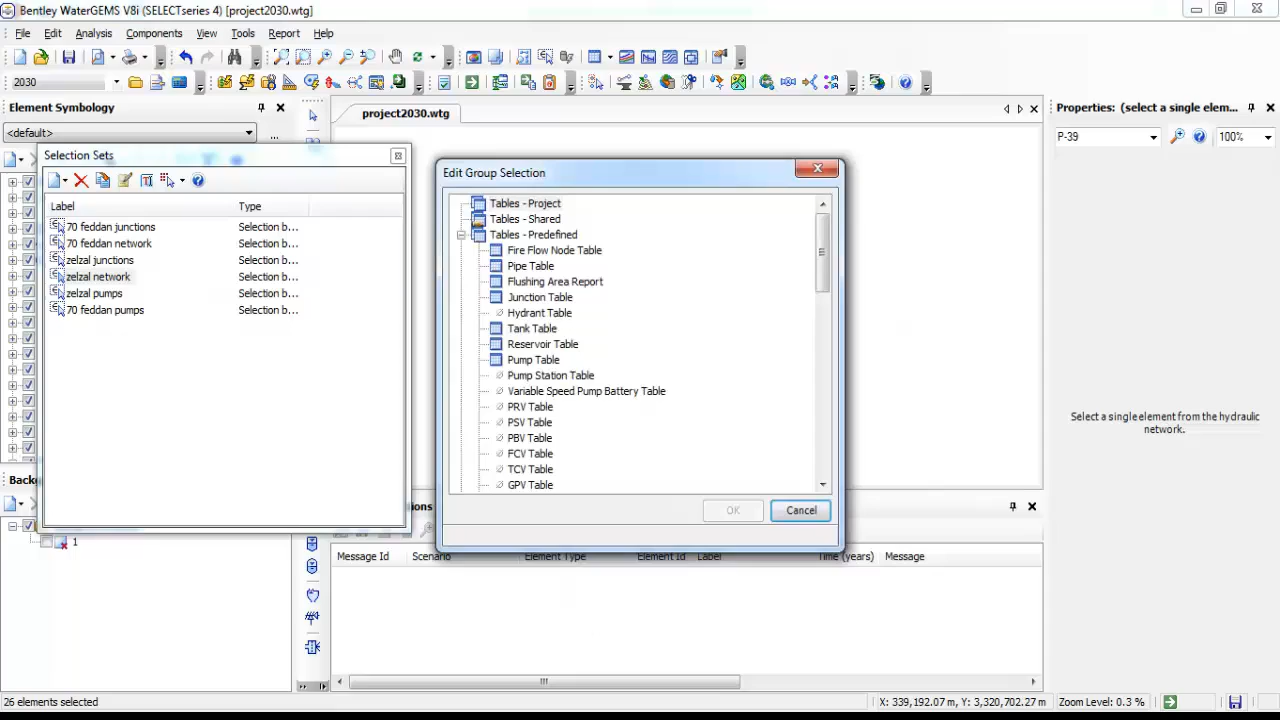 Bentley WaterGEMS V8i (SELECTseries 4) [project2030.wtg]
File Edit Analysis Components View Tools Report Help
2030
Element Symbology
<default>
...
project2030.wtg
Properties: (select a single elem...
P-39
100%
Selection Sets
Label Type
70 feddan junctions Selection b...
70 feddan network Selection b...
zelzal junctions Selection b...
zelzal network Selection b...
zelzal pumps Selection b...
70 feddan pumps Selection b...
Edit Group Selection
Tables - Project
Tables - Shared
Tables - Predefined
Fire Flow Node Table
Pipe Table
Flushing Area Report
Junction Table
Hydrant Table
Tank Table
Reservoir Table
Pump Table
Pump Station Table
Variable Speed Pump Battery Table
PRV Table
PSV Table
PBV Table
FCV Table
TCV Table
GPV Table
OK Cancel
Select a single element from the hydraulic
network.
Backg
1
ions
Message Id Scenario Element Type Element Id Label Time (years) Message
26 elements selected
X: 339,192.07 m, Y: 3,320,702.27 m Zoom Level: 0.3 %